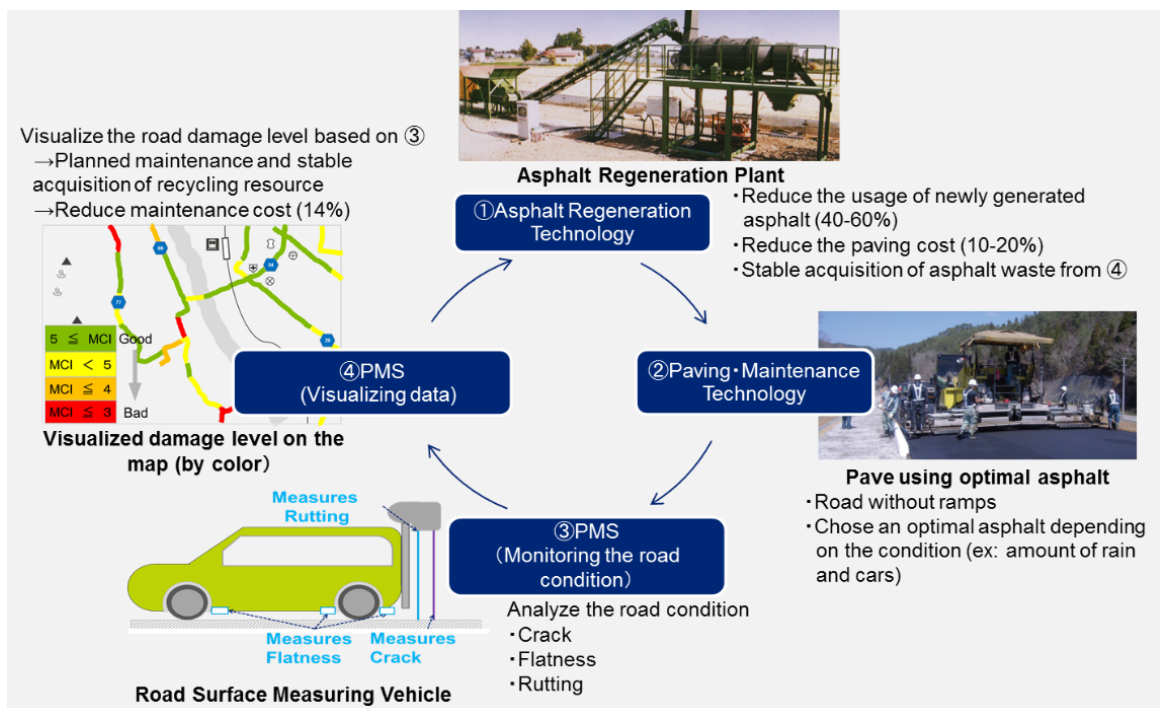 Asphalt Regeneration Plant
①Asphalt Regeneration
Technology
・Reduce the usage of newly generated
asphalt (40-60%)
・Reduce the paving cost (10-20%)
・Stable acquisition of asphalt waste from ④
②Paving・Maintenance
Technology
Pave using optimal asphalt
・Road without ramps
・Chose an optimal asphalt depending
on the condition (ex: amount of rain
and cars)
③PMS
（Monitoring the road
condition）
Analyze the road condition
・Crack
・Flatness
・Rutting
Measures
Rutting
Measures
Flatness
Measures
Crack
Road Surface Measuring Vehicle
④PMS
(Visualizing data)
Visualize the road damage level based on ③
→Planned maintenance and stable
acquisition of recycling resource
→Reduce maintenance cost (14%)
5 ≦ MCI Good
MCI < 5
MCI ≦ 4
MCI ≦ 3 Bad
Visualized damage level on the
map (by color）